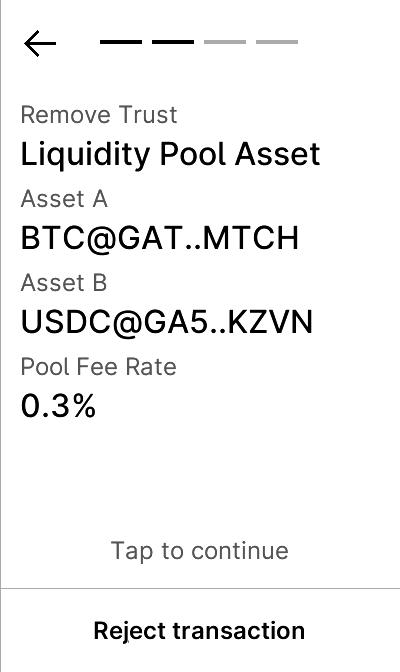 Remove Trust
Liquidity Pool Asset
Asset A
BTC@GAT..MTCH
Asset B
USDC@GA5..KZVN
Pool Fee Rate
0.3%
Tap to continue
Reject transaction